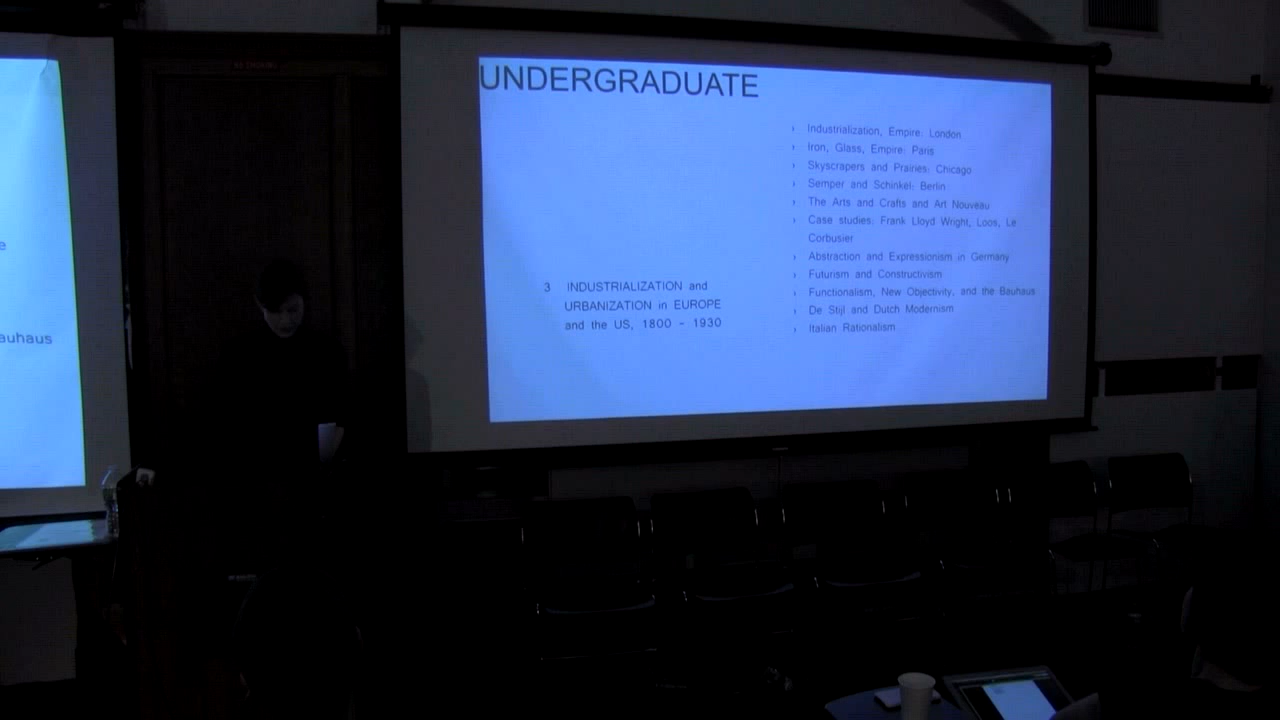 NO SMOKING
UNDERGRADUATE
› Industrialization, Empire: London
› Iron, Glass, Empire: Paris
› Skyscrapers and Prairies: Chicago
› Semper and Schinkel: Berlin
› The Arts and Crafts and Art Nouveau
› Case studies: Frank Lloyd Wright, Loos, Le
Corbusier
› Abstraction and Expressionism in Germany
› Futurism and Constructivism
› Functionalism, New Objectivity, and the Bauhaus
› De Stijl and Dutch Modernism
› Italian Rationalism
3 INDUSTRIALIZATION and
URBANIZATION in EUROPE
and the US, 1800 - 1930
e
auhaus